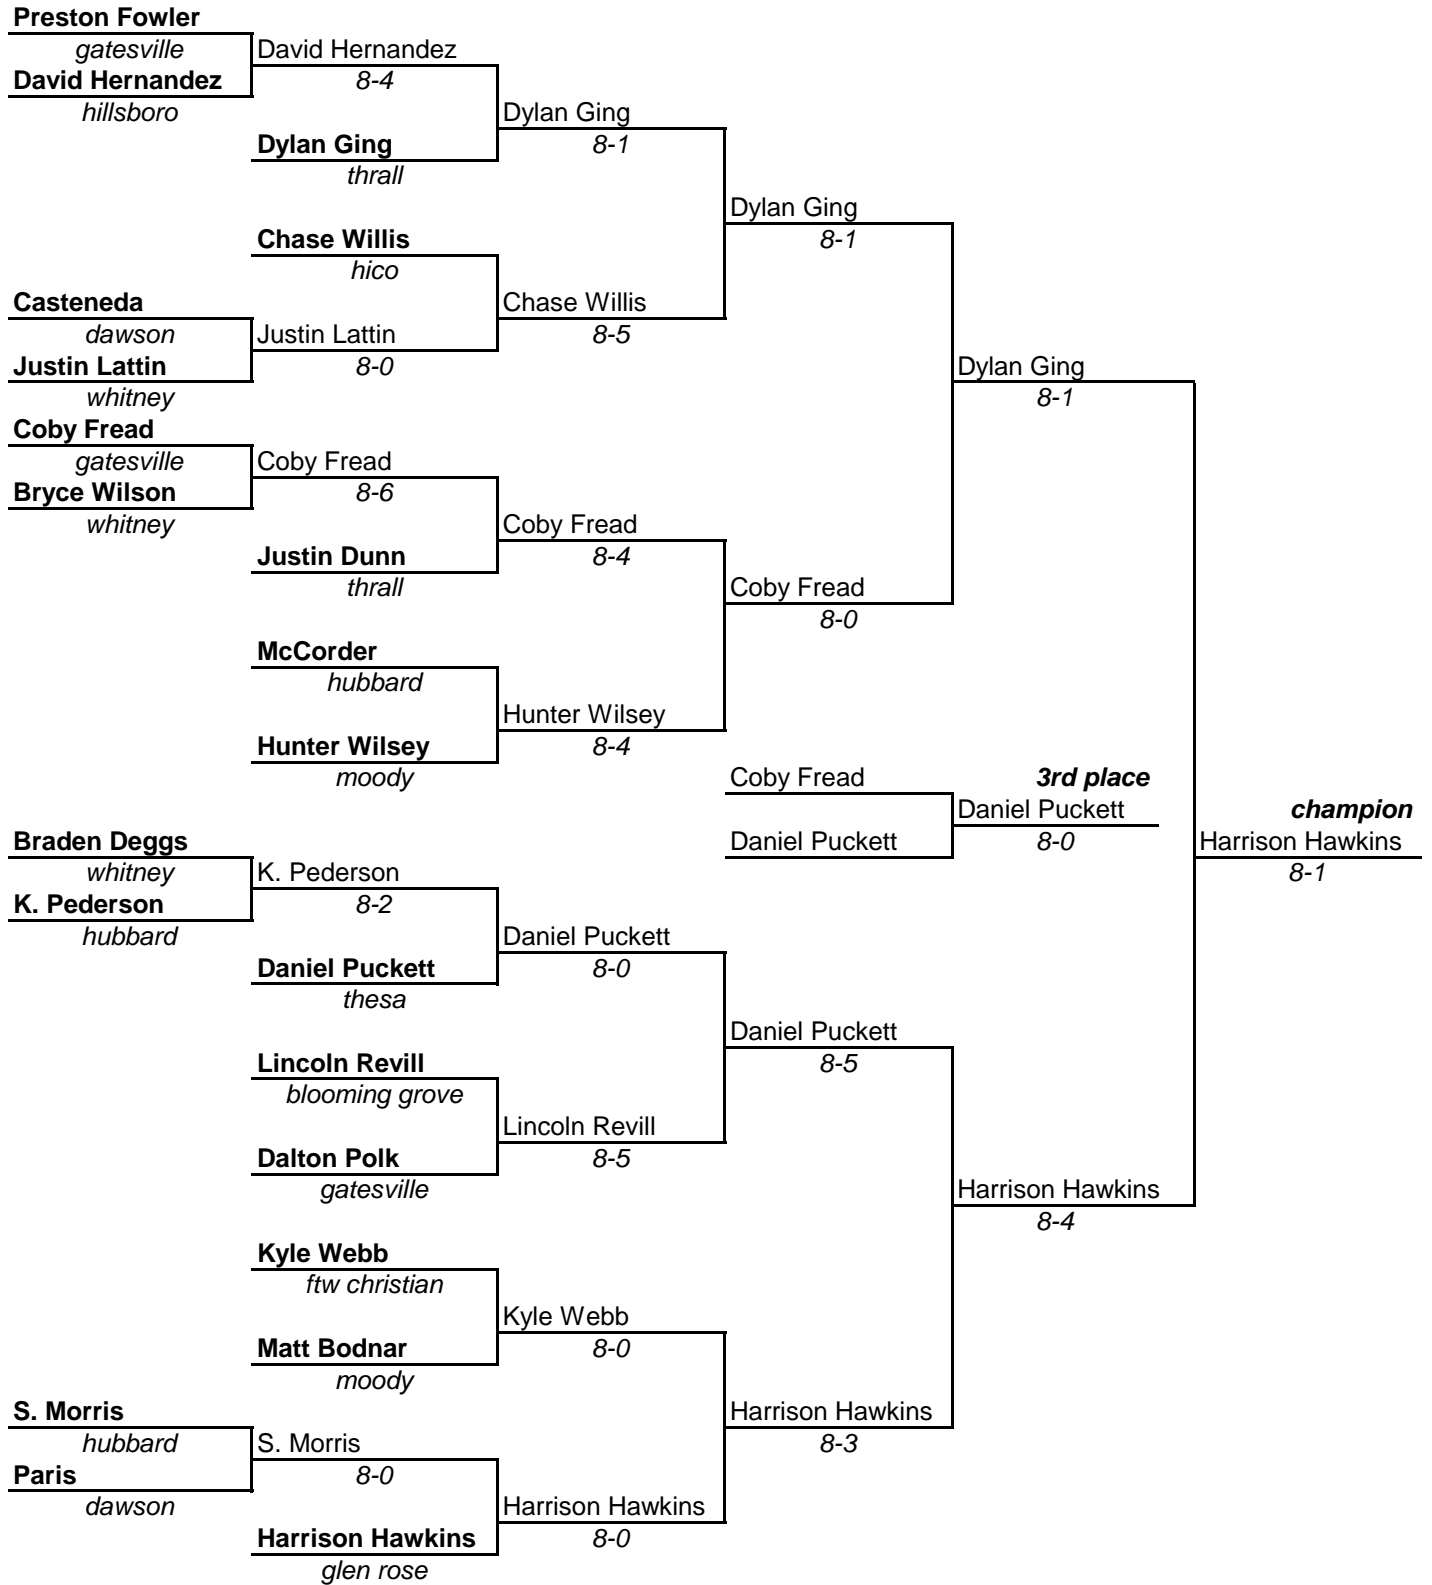 Preston Fowler
gatesville
David Hernandez
David Hernandez
8-4
hillsboro
Dylan Ging
8-1
Dylan Ging
thrall
Dylan Ging
8-1
Chase Willis
hico
Casteneda
Chase Willis
dawson
Justin Lattin
8-5
Justin Lattin
8-0
Dylan Ging
whitney
8-1
Coby Fread
gatesville
Coby Fread
Bryce Wilson
8-6
whitney
Coby Fread
Justin Dunn
8-4
thrall
Coby Fread
8-0
McCorder
hubbard
Hunter Wilsey
Hunter Wilsey
8-4
moody
Coby Fread
3rd place
Daniel Puckett
champion
Braden Deggs
Daniel Puckett
8-0
Harrison Hawkins
whitney
K. Pederson
8-1
K. Pederson
8-2
hubbard
Daniel Puckett
Daniel Puckett
8-0
thesa
Daniel Puckett
Lincoln Revill
8-5
blooming grove
Lincoln Revill
Dalton Polk
8-5
gatesville
Harrison Hawkins
8-4
Kyle Webb
ftw christian
Kyle Webb
Matt Bodnar
8-0
moody
S. Morris
Harrison Hawkins
hubbard
S. Morris
8-3
Paris
8-0
dawson
Harrison Hawkins
Harrison Hawkins
8-0
glen rose